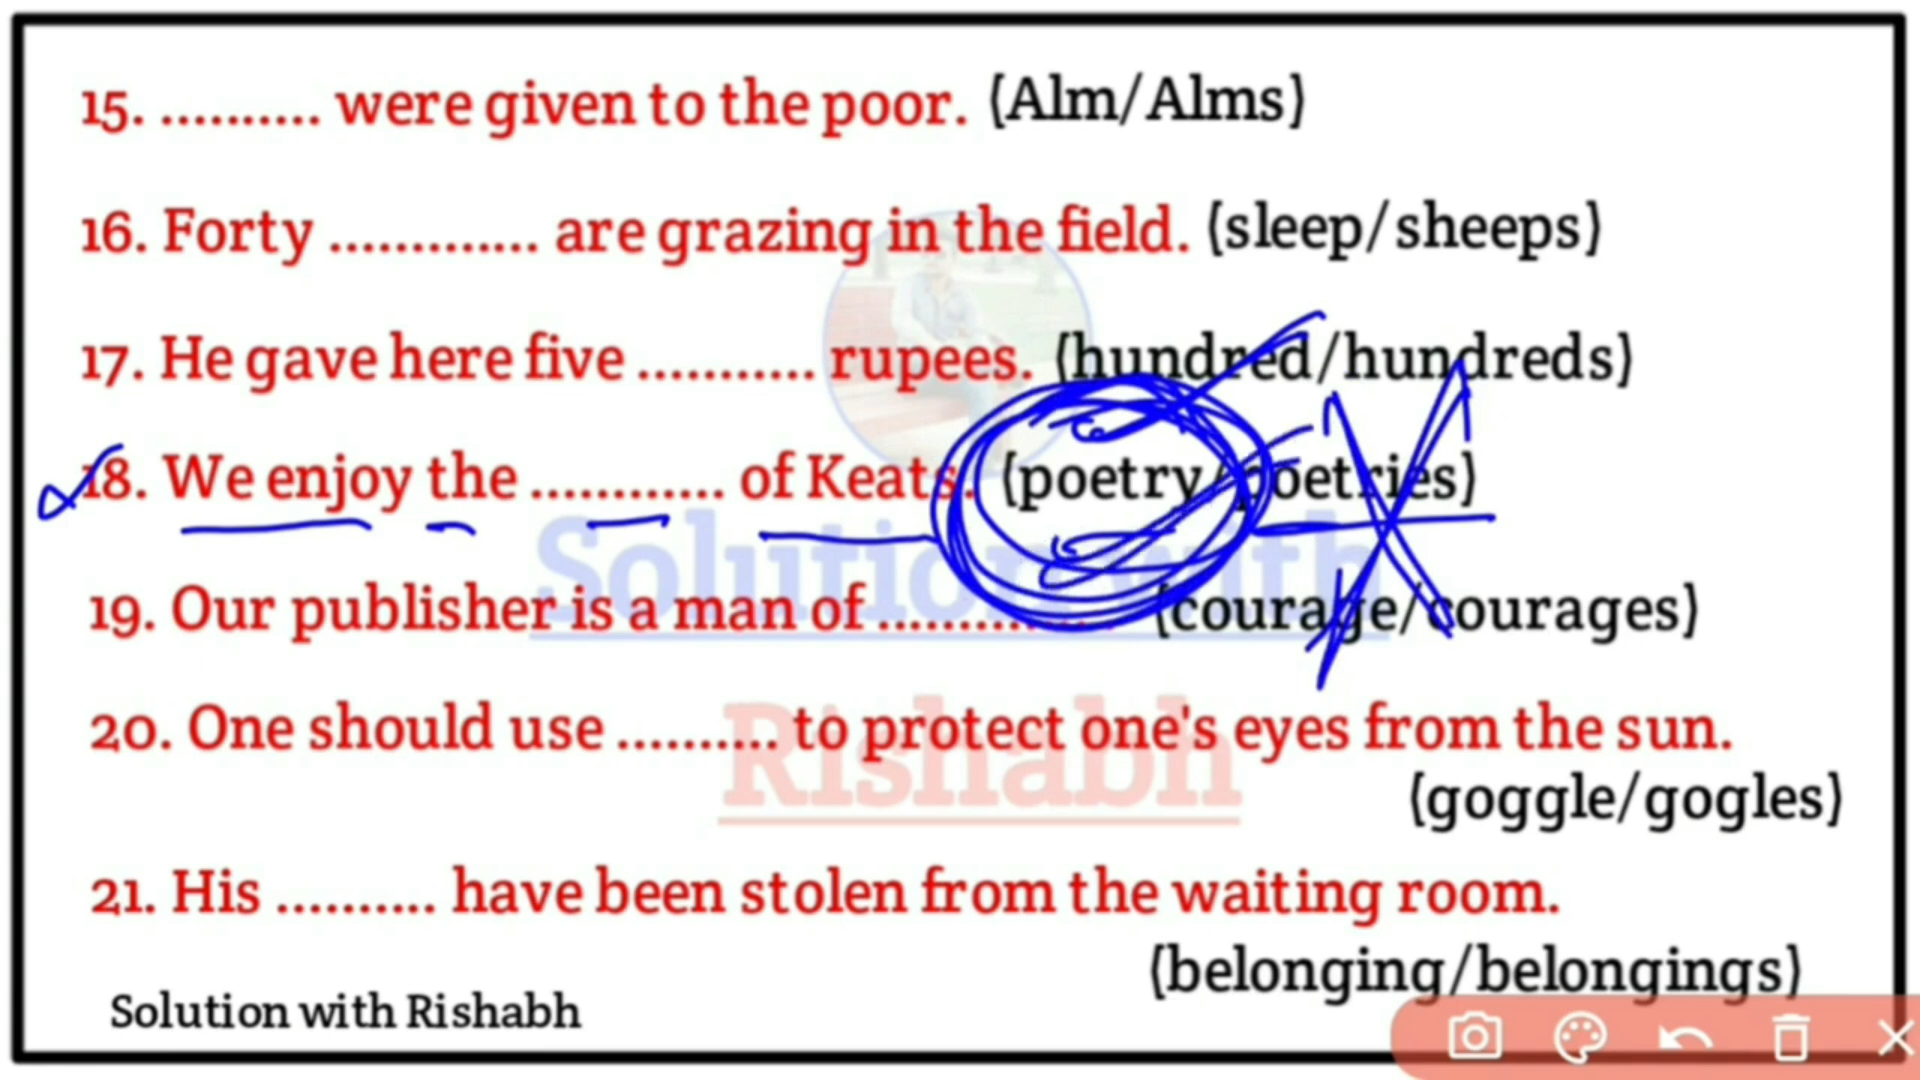 15. .......... were given to the poor. (Alm/Alms)
16. Forty ............. are grazing in the field. (sleep/sheeps)
17. He gave here five ........... rupees. (hundred/hundreds)
18. We enjoy the ............ of Keats. (poetry/poetries)
Solution with
19. Our publisher is a man of ............... (courage/courages)
20. One should use .......... to protect one's eyes from the sun.
Rishabh
(goggle/gogles)
21. His .......... have been stolen from the waiting room.
(belonging/belongings)
Solution with Rishabh